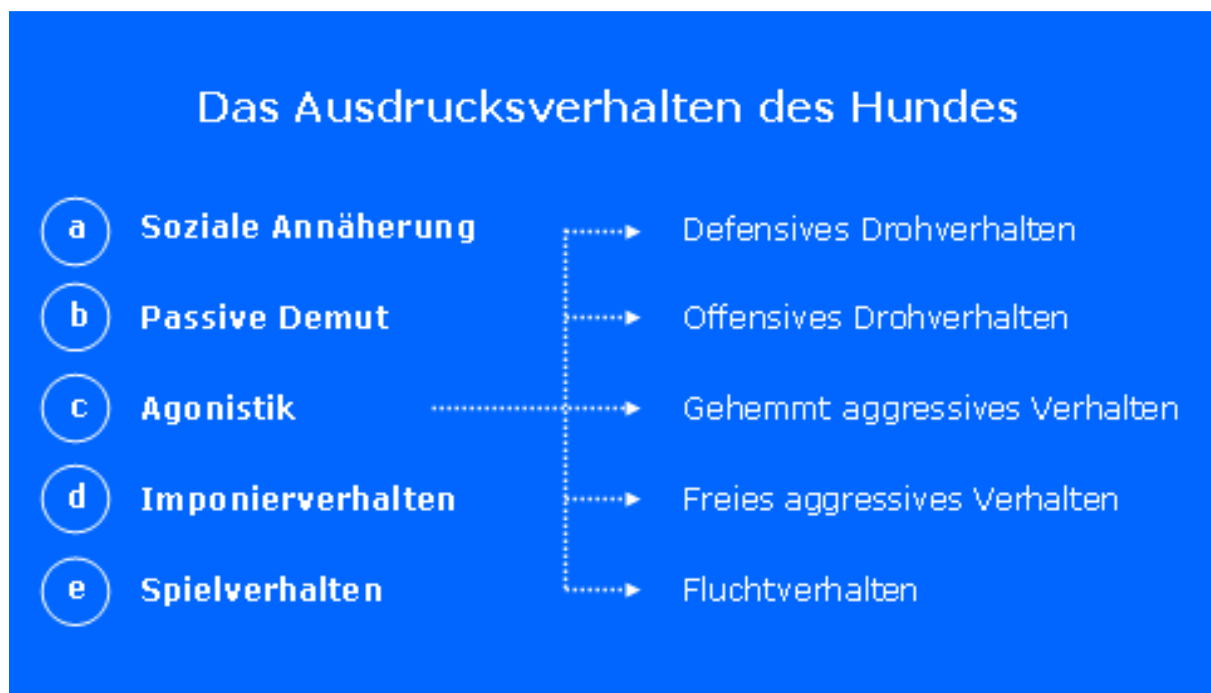 Das Ausdrucksverhalten des Hundes
a Soziale Annäherung Defensives Drohverhalten
b Passive Demut Offensives Drohverhalten
c Agonistik Gehemmt aggressives Verhalten
d Imponierverhalten Freies aggressives Verhalten
e Spielverhalten Fluchtverhalten